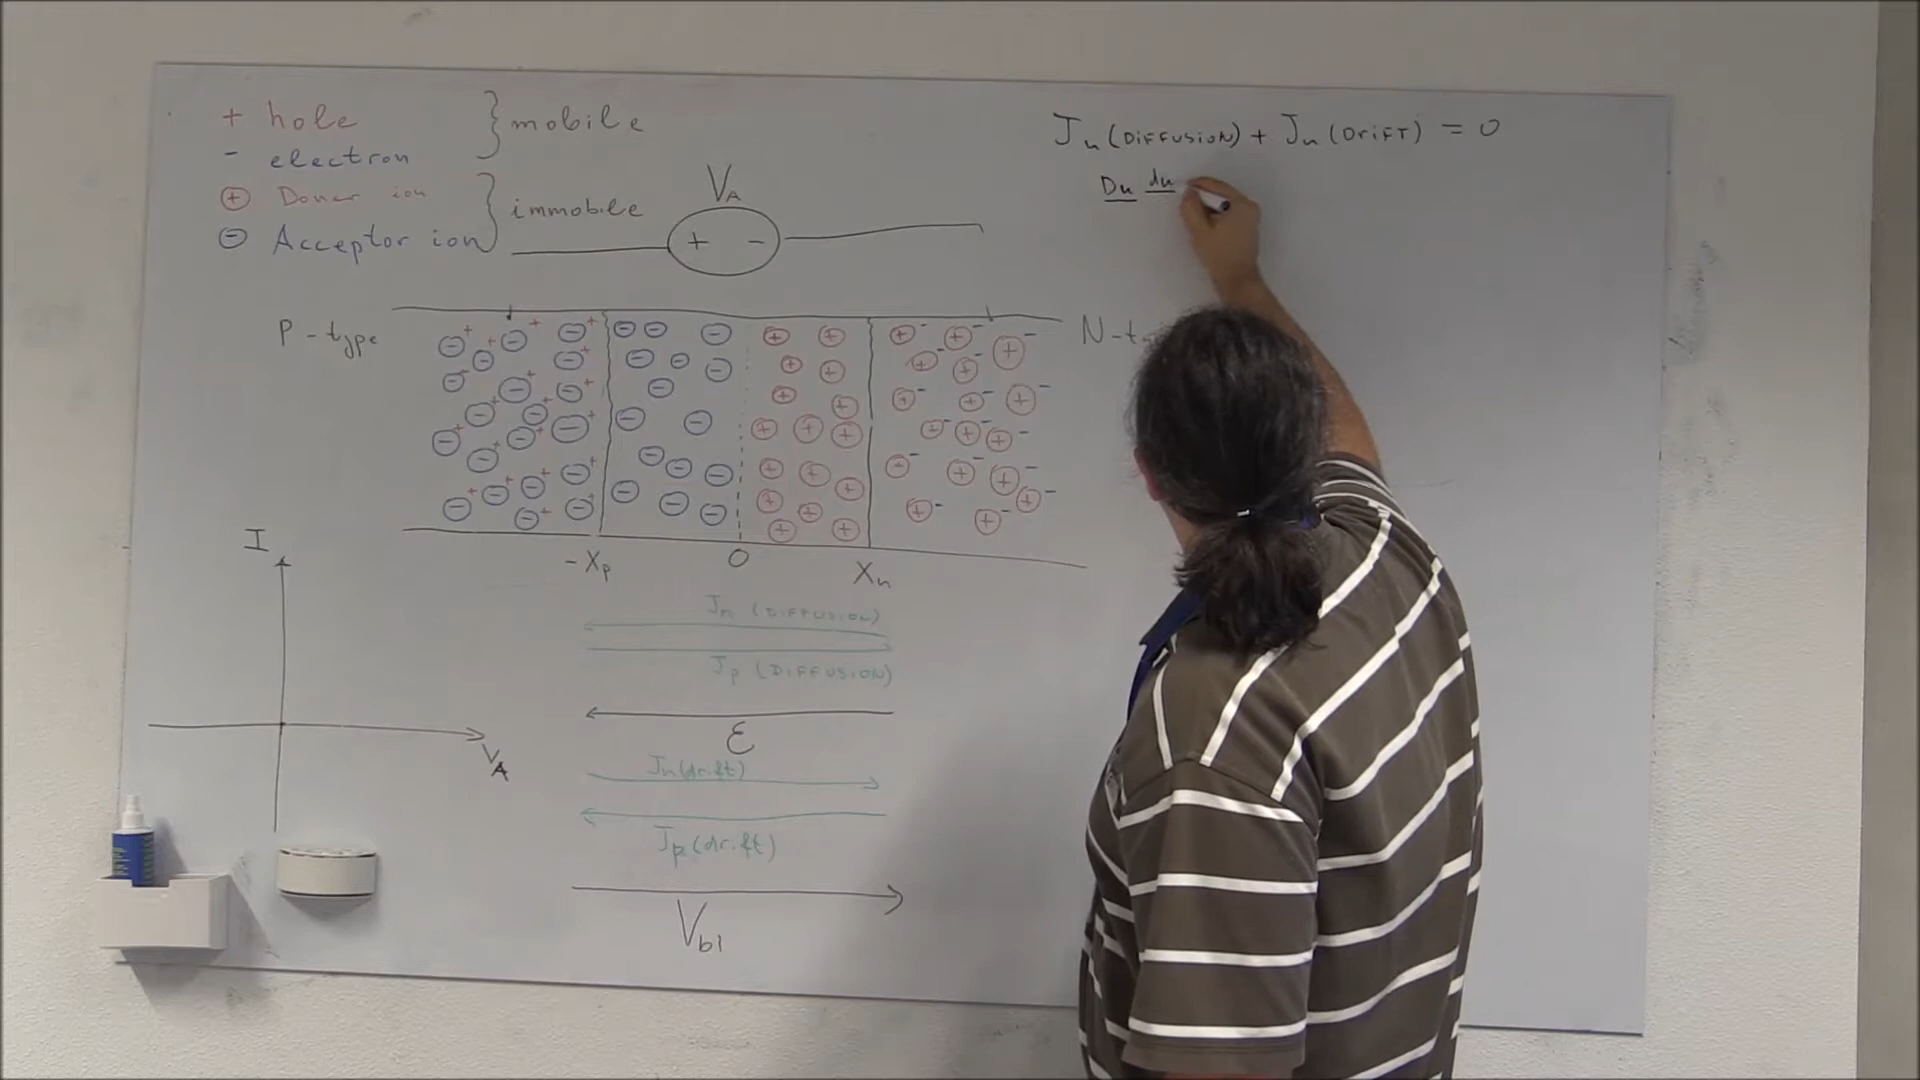 + hole
- electron
mobile
⊕ Doner ion
⊖ Acceptor ion
immobile
V_A
+ -
J_n (DIFFUSION) + J_n (DRIFT) = 0
D_n dn
P-type
N-t
-X_p
0
X_n
J_n (DIFFUSION)
J_p (DIFFUSION)
ε
J_n (drift)
J_p (drift)
V_bi
I
V_A